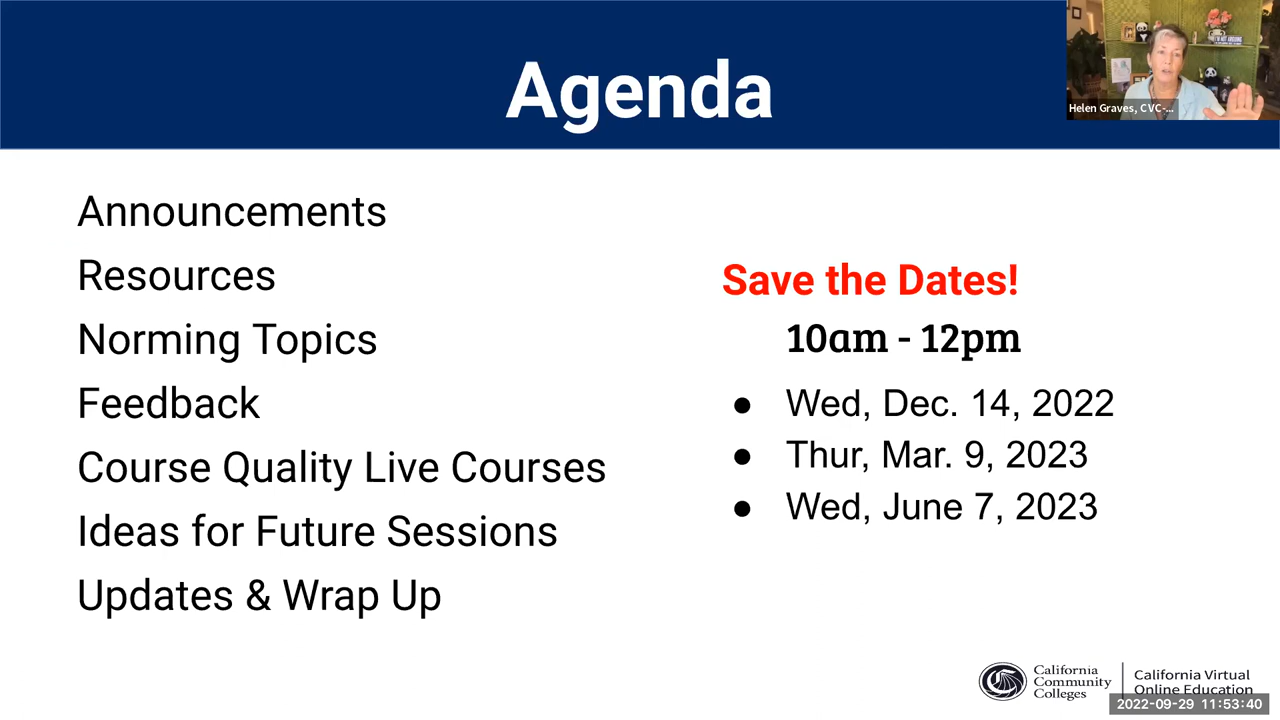 Agenda
Helen Graves, CVC-...
Announcements
Resources
Norming Topics
Feedback
Course Quality Live Courses
Ideas for Future Sessions
Updates & Wrap Up
Save the Dates!
10am - 12pm
● Wed, Dec. 14, 2022
● Thur, Mar. 9, 2023
● Wed, June 7, 2023
California
Community
Colleges
California Virtual
Online Education
2022-09-29 11:53:40